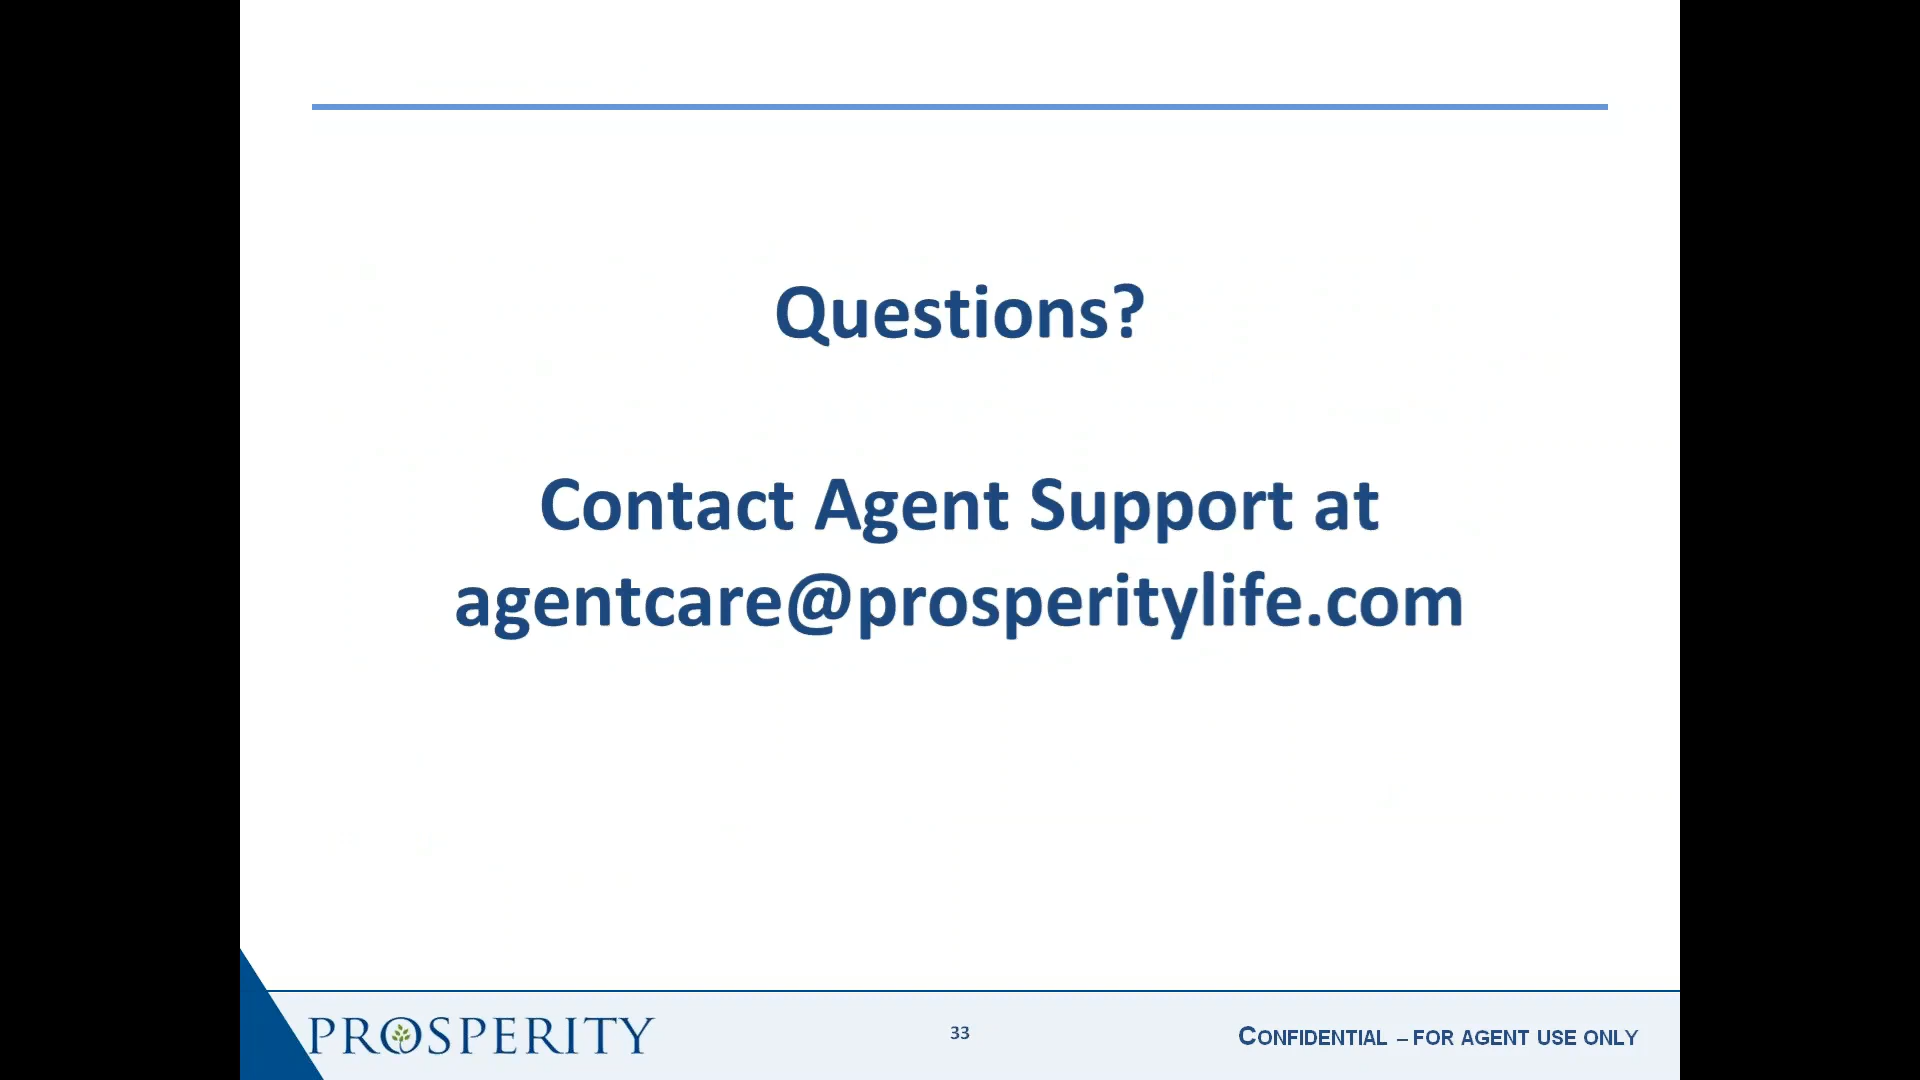 Questions?
Contact Agent Support at
agentcare@prosperitylife.com
PROSPERITY
33
CONFIDENTIAL – FOR AGENT USE ONLY